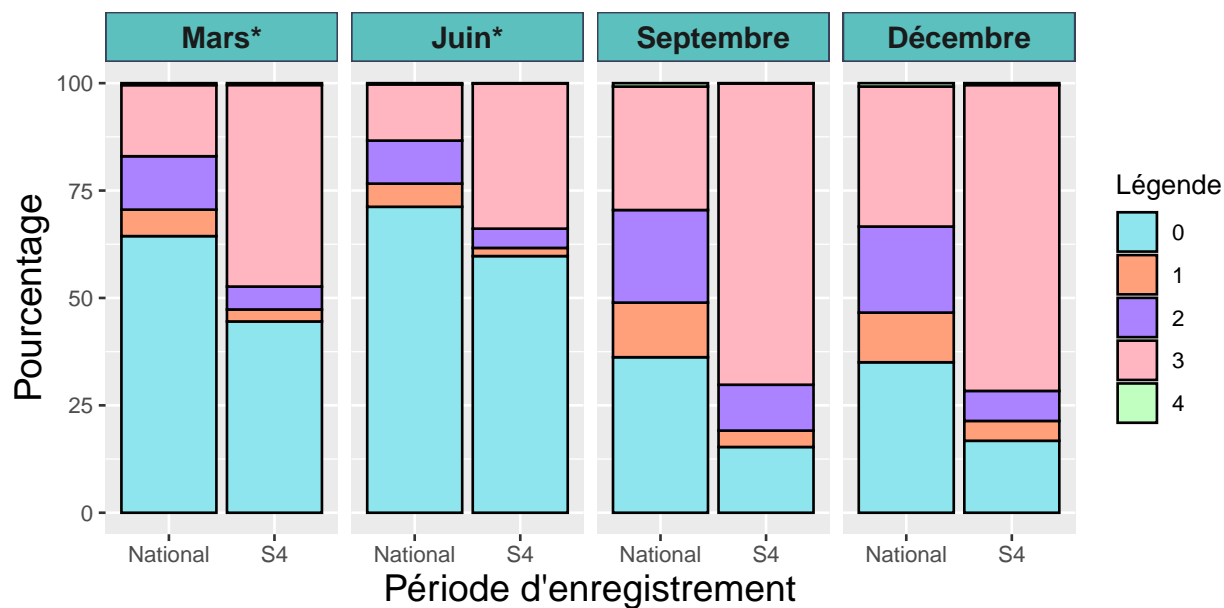 Mars* Juin* Septembre Décembre
Pourcentage
100
75
50
25
0
National S4 National S4 National S4 National S4
Période d'enregistrement
Légende
0
1
2
3
4